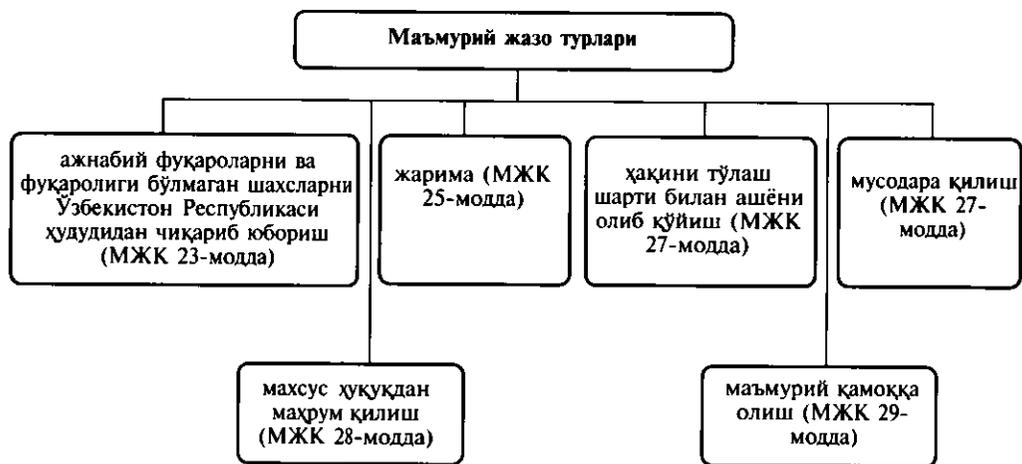 Маъмурий жазо турлари
ажнабий фуқароларни ва
фуқаролиги бўлмаган шахсларни
Ўзбекистон Республикаси
ҳудудидан чиқариб юбориш
(МЖК 23-модда)
жарима (МЖК
25-модда)
ҳақини тўлаш
шарти билан ашёни
олиб қўйиш (МЖК
27-модда)
мусодара қилиш
(МЖК 27-
модда)
махсус ҳуқуқдан
маҳрум қилиш
(МЖК 28-модда)
маъмурий қамоққа
олиш (МЖК 29-
модда)